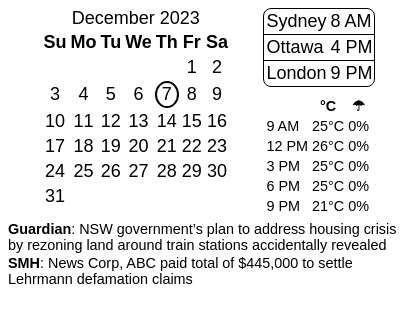 December 2023
Su Mo Tu We Th Fr Sa
1 2
3 4 5 6 7 8 9
10 11 12 13 14 15 16
17 18 19 20 21 22 23
24 25 26 27 28 29 30
31
Sydney 8 AM
Ottawa 4 PM
London 9 PM
°C ☂
9 AM 25°C 0%
12 PM 26°C 0%
3 PM 25°C 0%
6 PM 25°C 0%
9 PM 21°C 0%
Guardian: NSW government's plan to address housing crisis
by rezoning land around train stations accidentally revealed
SMH: News Corp, ABC paid total of $445,000 to settle
Lehrmann defamation claims